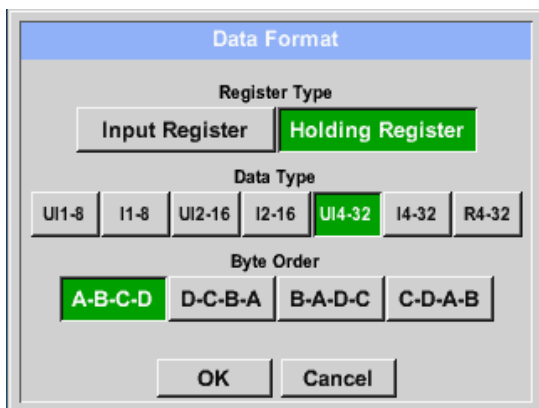 Data Format
Register Type
Input Register Holding Register
Data Type
UI1-8 I1-8 UI2-16 I2-16 UI4-32 I4-32 R4-32
Byte Order
A-B-C-D D-C-B-A B-A-D-C C-D-A-B
OK Cancel